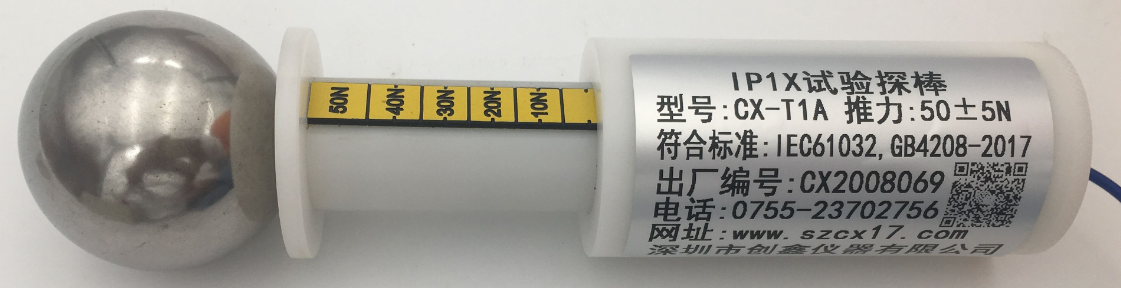 50N
40N
30N
20N
10N
IP1X试验探棒
型号:CX-T1A 推力:50±5N
符合标准:IEC61032,GB4208-2017
出厂编号:CX2008069
电话:0755-23702756
网址:www.szcx17.com
深圳市创鑫仪器有限公司